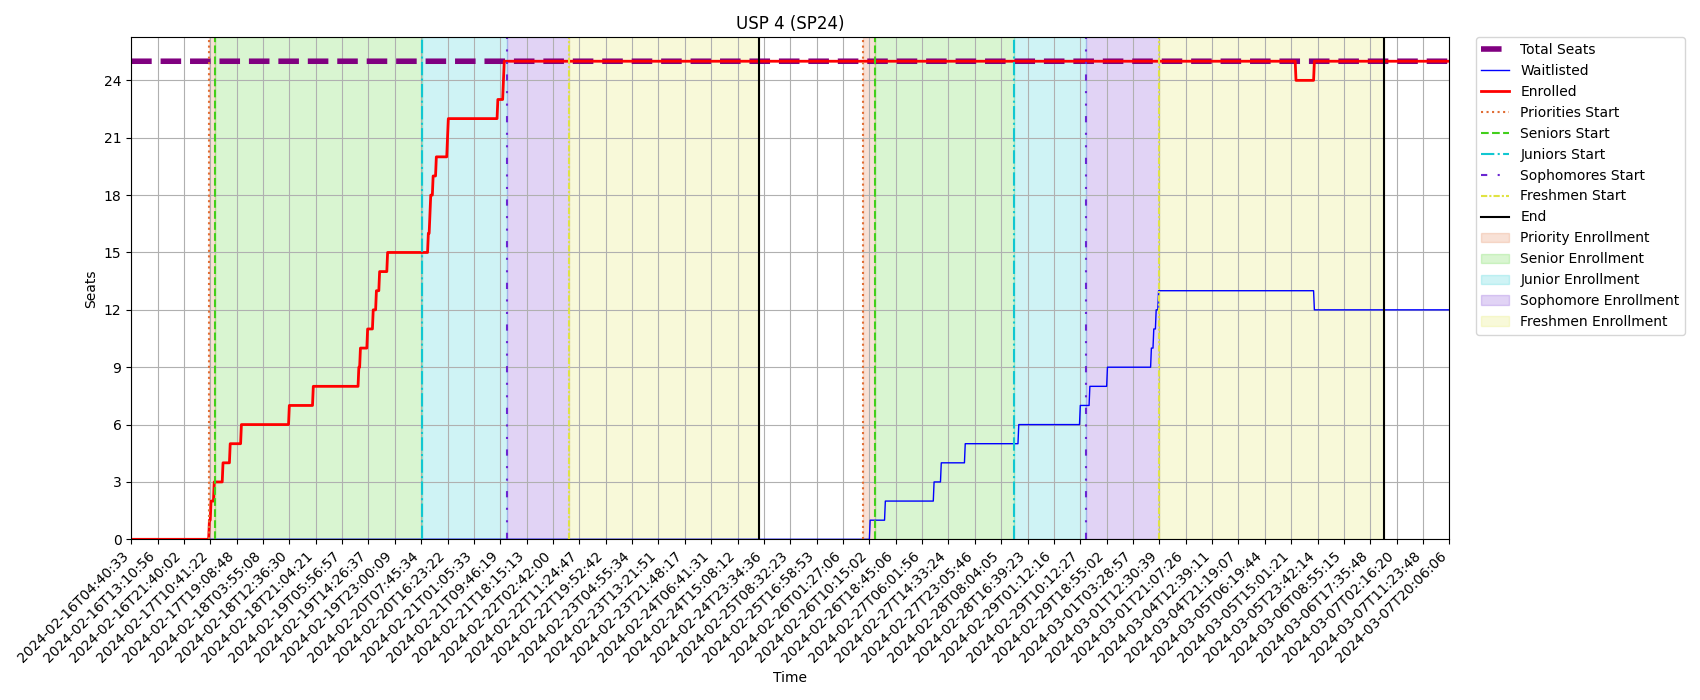 USP 4 (SP24)
Total Seats
Waitlisted
Enrolled
Priorities Start
Seniors Start
Juniors Start
Sophomores Start
Freshmen Start
End
Priority Enrollment
Senior Enrollment
Junior Enrollment
Sophomore Enrollment
Freshmen Enrollment
Seats
24
21
18
15
12
9
6
3
0
2024-02-16T04:40:33
2024-02-16T13:10:56
2024-02-16T21:40:02
2024-02-17T10:41:22
2024-02-17T19:08:48
2024-02-18T03:55:08
2024-02-18T12:36:30
2024-02-18T21:04:21
2024-02-19T05:56:57
2024-02-19T14:26:37
2024-02-19T23:00:09
2024-02-20T07:45:34
2024-02-20T16:23:22
2024-02-21T01:05:33
2024-02-21T09:46:19
2024-02-21T18:15:13
2024-02-22T02:42:00
2024-02-22T11:24:47
2024-02-22T19:52:42
2024-02-23T04:55:34
2024-02-23T13:21:51
2024-02-23T21:48:17
2024-02-24T06:41:31
2024-02-24T15:08:12
2024-02-24T23:34:36
2024-02-25T08:32:23
2024-02-25T16:58:53
2024-02-26T01:27:06
2024-02-26T10:15:02
2024-02-26T18:45:06
2024-02-27T06:01:56
2024-02-27T14:33:24
2024-02-27T23:05:46
2024-02-28T08:04:05
2024-02-28T16:39:23
2024-02-29T01:12:16
2024-02-29T10:12:27
2024-02-29T18:55:02
2024-03-01T03:28:57
2024-03-01T12:30:39
2024-03-01T21:07:26
2024-03-04T12:39:11
2024-03-04T21:19:07
2024-03-05T06:19:44
2024-03-05T15:01:21
2024-03-05T23:42:14
2024-03-06T08:55:15
2024-03-06T17:35:48
2024-03-07T02:16:20
2024-03-07T11:23:48
2024-03-07T20:06:06
Time